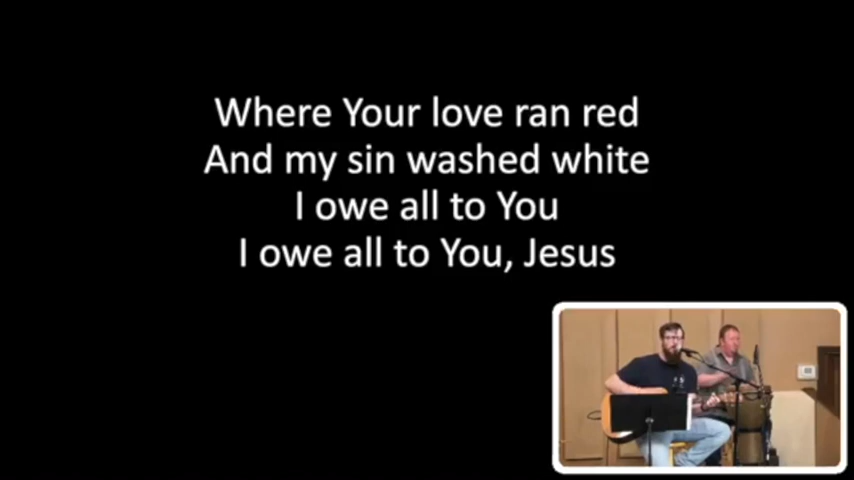 Where Your love ran red
And my sin washed white
I owe all to You
I owe all to You, Jesus